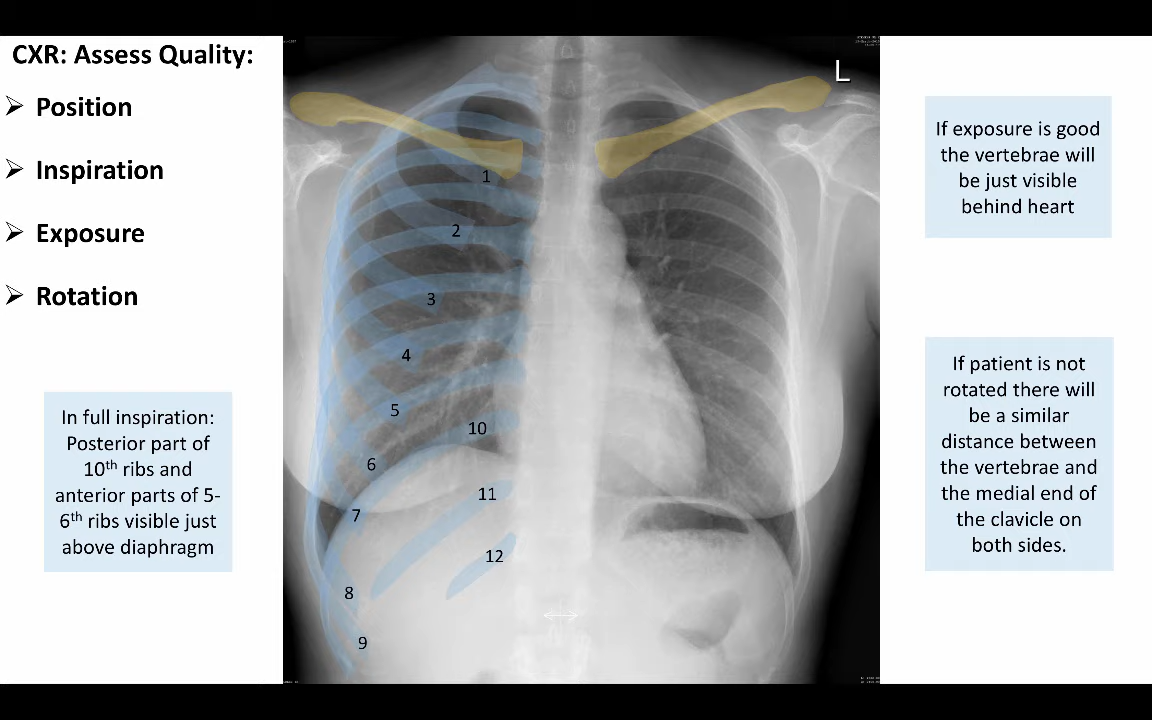 CXR: Assess Quality:
➢ Position
➢ Inspiration
➢ Exposure
➢ Rotation
In full inspiration:
Posterior part of
10th ribs and
anterior parts of 5-
6th ribs visible just
above diaphragm
L
1
2
3
4
5
6
7
8
9
10
11
12
If exposure is good
the vertebrae will
be just visible
behind heart
If patient is not
rotated there will
be a similar
distance between
the vertebrae and
the medial end of
the clavicle on
both sides.